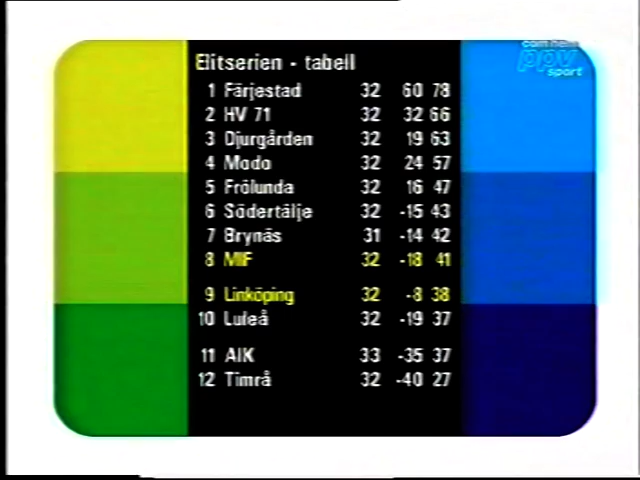 com hem
ppv
sport
Elitserien - tabell
1 Färjestad 32 60 78
2 HV 71 32 32 66
3 Djurgården 32 19 63
4 Modo 32 24 57
5 Frölunda 32 16 47
6 Södertälje 32 -15 43
7 Brynäs 31 -14 42
8 MIF 32 -18 41
9 Linköping 32 -8 38
10 Luleå 32 -19 37
11 AIK 33 -35 37
12 Timrå 32 -40 27